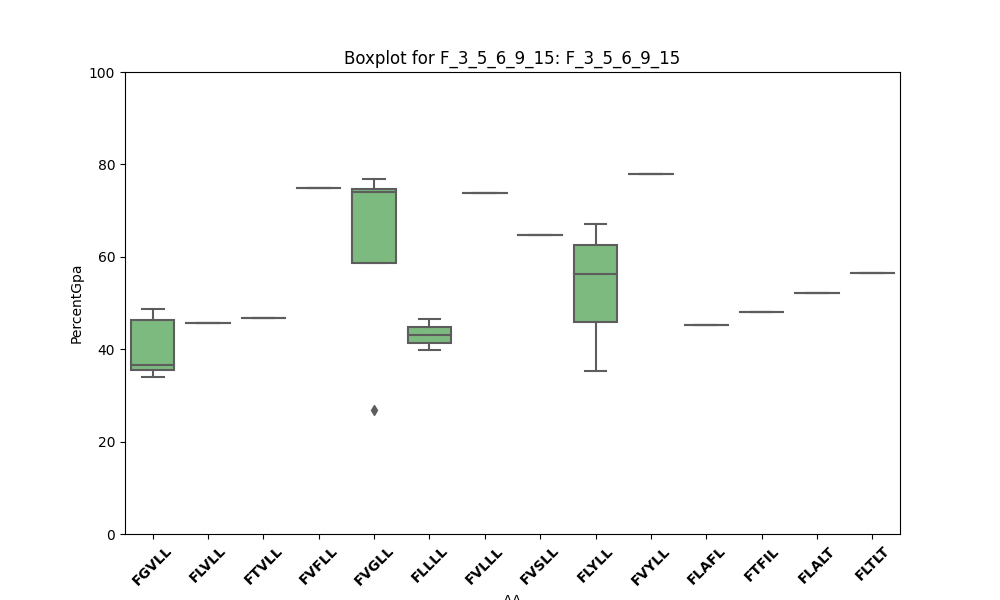 Boxplot for F_3_5_6_9_15: F_3_5_6_9_15
100
80
60
40
20
0
PercentGpa
FGVLL
FLVLL
FTVLL
FVFLL
FVGLL
FLLLL
FVLLL
FVSLL
FLYLL
FVYLL
FLAFL
FTFIL
FLALT
FLTLT
AA